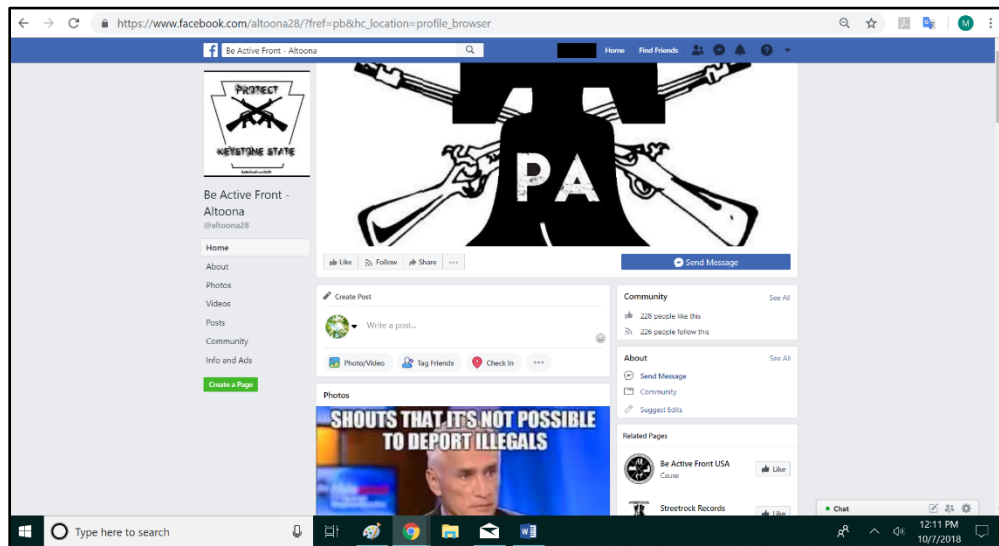 https://www.facebook.com/altoona28/?fref=pb&hc_location=profile_browser
M
Be Active Front - Altoona
Home Find Friends
PROTECT
KEYSTONE STATE
PA
Be Active Front -
Altoona
@altoona28
Home
About
Photos
Videos
Posts
Community
Info and Ads
Create a Page
Like Follow Share
Send Message
Create Post
Write a post...
Photo/Video Tag Friends Check in
Photos
SHOUTS THAT IT'S NOT POSSIBLE
TO DEPORT ILLEGALS
Community See All
228 people like this
226 people follow this
About See All
Send Message
Community
Suggest Edits
Related Pages
Be Active Front USA
Cause
Like
Streetrock Records
Like
Chat
Type here to search
12:11 PM
10/7/2018